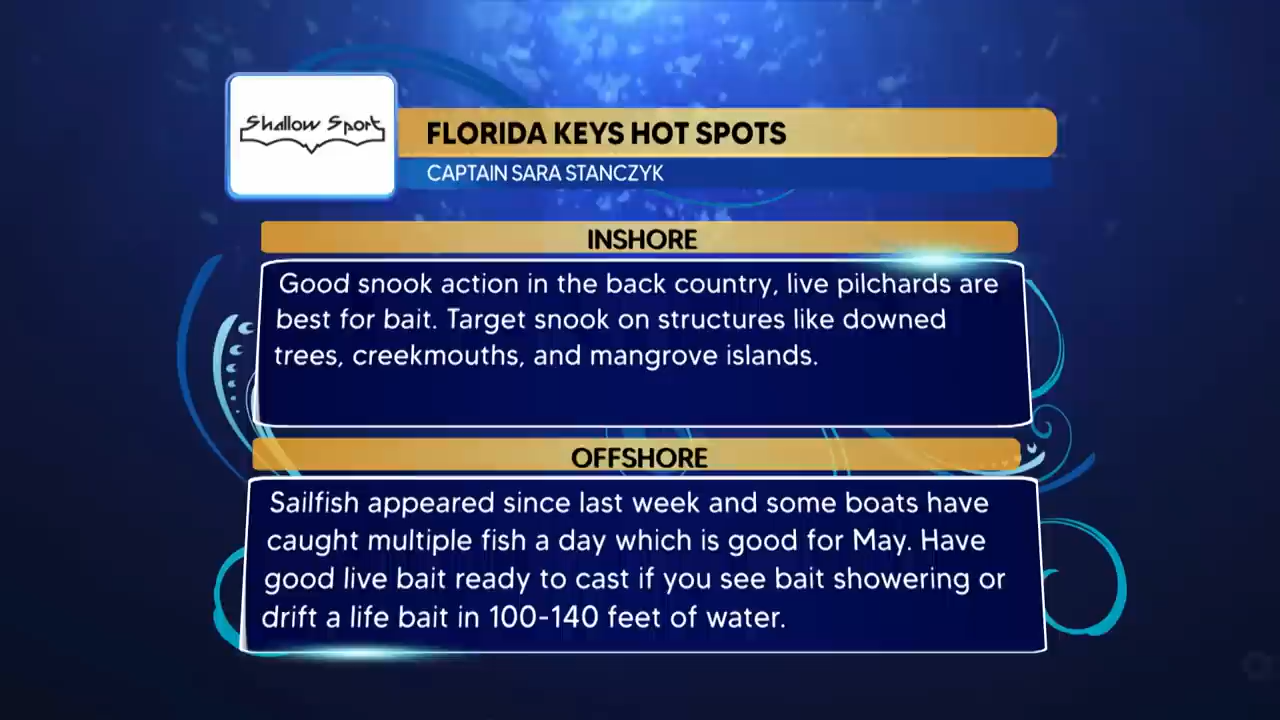 Shallow Sport
FLORIDA KEYS HOT SPOTS
CAPTAIN SARA STANCZYK
INSHORE
Good snook action in the back country, live pilchards are
best for bait. Target snook on structures like downed
trees, creekmouths, and mangrove islands.
OFFSHORE
Sailfish appeared since last week and some boats have
caught multiple fish a day which is good for May. Have
good live bait ready to cast if you see bait showering or
drift a life bait in 100-140 feet of water.